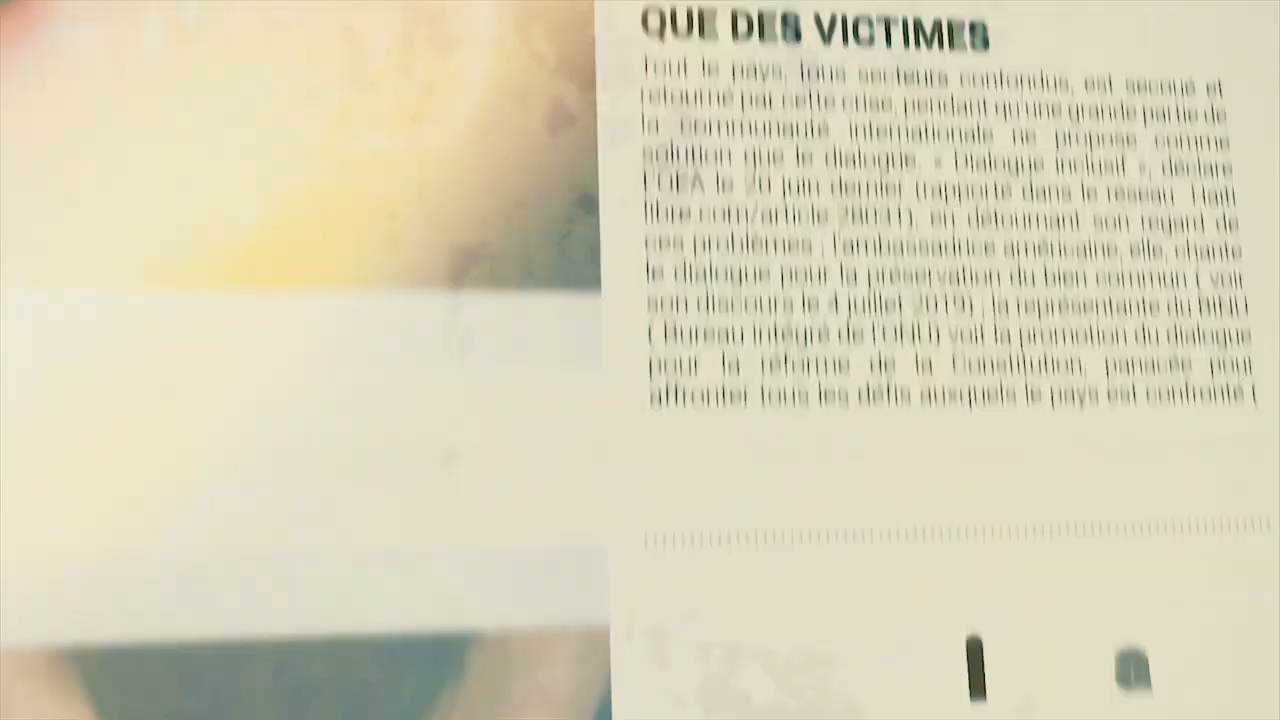 QUE DES VICTIMES
Tout le pays, tous secteurs confondus, est secoué et
retourné par cette crise, pendant qu'une grande partie de
la communauté internationale ne propose comme
solution que le dialogue. « Dialogue inclusif », déclare
l'OEA le 20 juin dernier (rapporté dans le réseau Haiti
libre.com/article), en détournant son regard de
ces problèmes ; l'ambassadrice américaine, elle, chante
le dialogue pour la préservation du bien commun ( voir
son discours le 4 juillet 2019) ; la représentante du
( Bureau Intégré de l'ONU) voit la promotion du dialogue
pour la réforme de la Constitution, panacée pour
affronter tous les défis auxquels le pays est confronté !